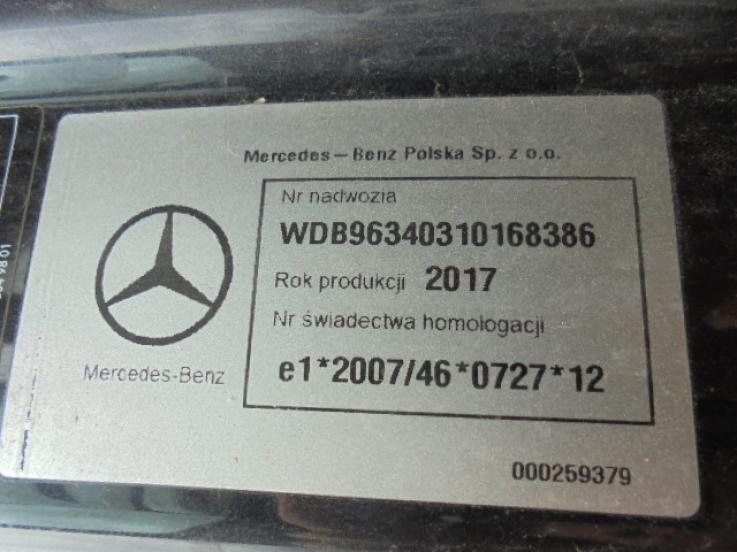 Mercedes-Benz Polska Sp. z o.o.
Nr nadwozia
WDB96340310168386
Rok produkcji 2017
Nr świadectwa homologacji
e1*2007/46*0727*12
Mercedes-Benz
000259379